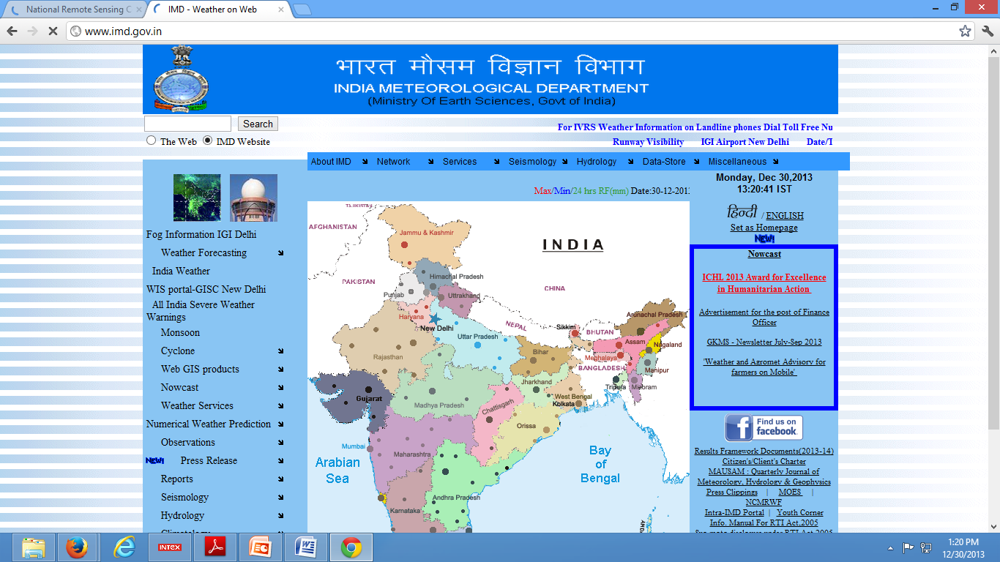 National Remote Sensing C
IMD - Weather on Web
www.imd.gov.in
भारत मौसम विज्ञान विभाग
INDIA METEOROLOGICAL DEPARTMENT
(Ministry Of Earth Sciences, Govt of India)
Search
The Web IMD Website
For IVRS Weather Information on Landline phones Dial Toll Free Nu
Runway Visibility IGI Airport New Delhi Date/T
About IMD Network Services Seismology Hydrology Data-Store Miscellaneous
Fog Information IGI Delhi
Weather Forecasting
India Weather
WIS portal-GISC New Delhi
All India Severe Weather
Warnings
Monsoon
Cyclone
Web GIS products
Nowcast
Weather Services
Numerical Weather Prediction
Observations
NEW! Press Release
Reports
Seismology
Hydrology
Climatology
Max/Min/24 hrs RF(mm) Date:30-12-201
TAJIKISTAN
AFGHANISTAN
Jammu & Kashmir
INDIA
PAKISTAN
Himachal Pradesh
CHINA
Punjab
Uttrakhand
Haryana
New Delhi
NEPAL
Sikkim
BHUTAN
Arunachal Pradesh
Uttar Pradesh
Assam
Nagaland
Rajasthan
Bihar
Meghalaya
BANGLADESH
Manipur
Jharkhand
Tripura
Mizoram
Gujarat
Madhya Pradesh
Chattisgarh
West Bengal
Kolkata
Orissa
Mumbai
Maharashtra
Arabian
Sea
Bay
of
Bengal
Andhra Pradesh
Karnataka
Monday, Dec 30,2013
13:20:41 IST
हिन्दी / ENGLISH
Set as Homepage
NEW!
Nowcast
ICHL 2013 Award for Excellence
in Humanitarian Action
Advertisement for the post of Finance
Officer
GKMS - Newsletter July-Sep 2013
'Weather and Agromet Advisory for
farmers on Mobile'
Find us on
facebook.
Results Framework Documents(2013-14)
Citizen's/Client's Charter
MAUSAM : Quarterly Journal of
Meteorology, Hydrology & Geophysics
Press Clippings | MOES |
NCMRWF
Intra-IMD Portal | Youth Corner
Info. Manual For RTI Act,2005
Suo-moto disclosure under RTI Act,2005
INTEX
1:20 PM
12/30/2013